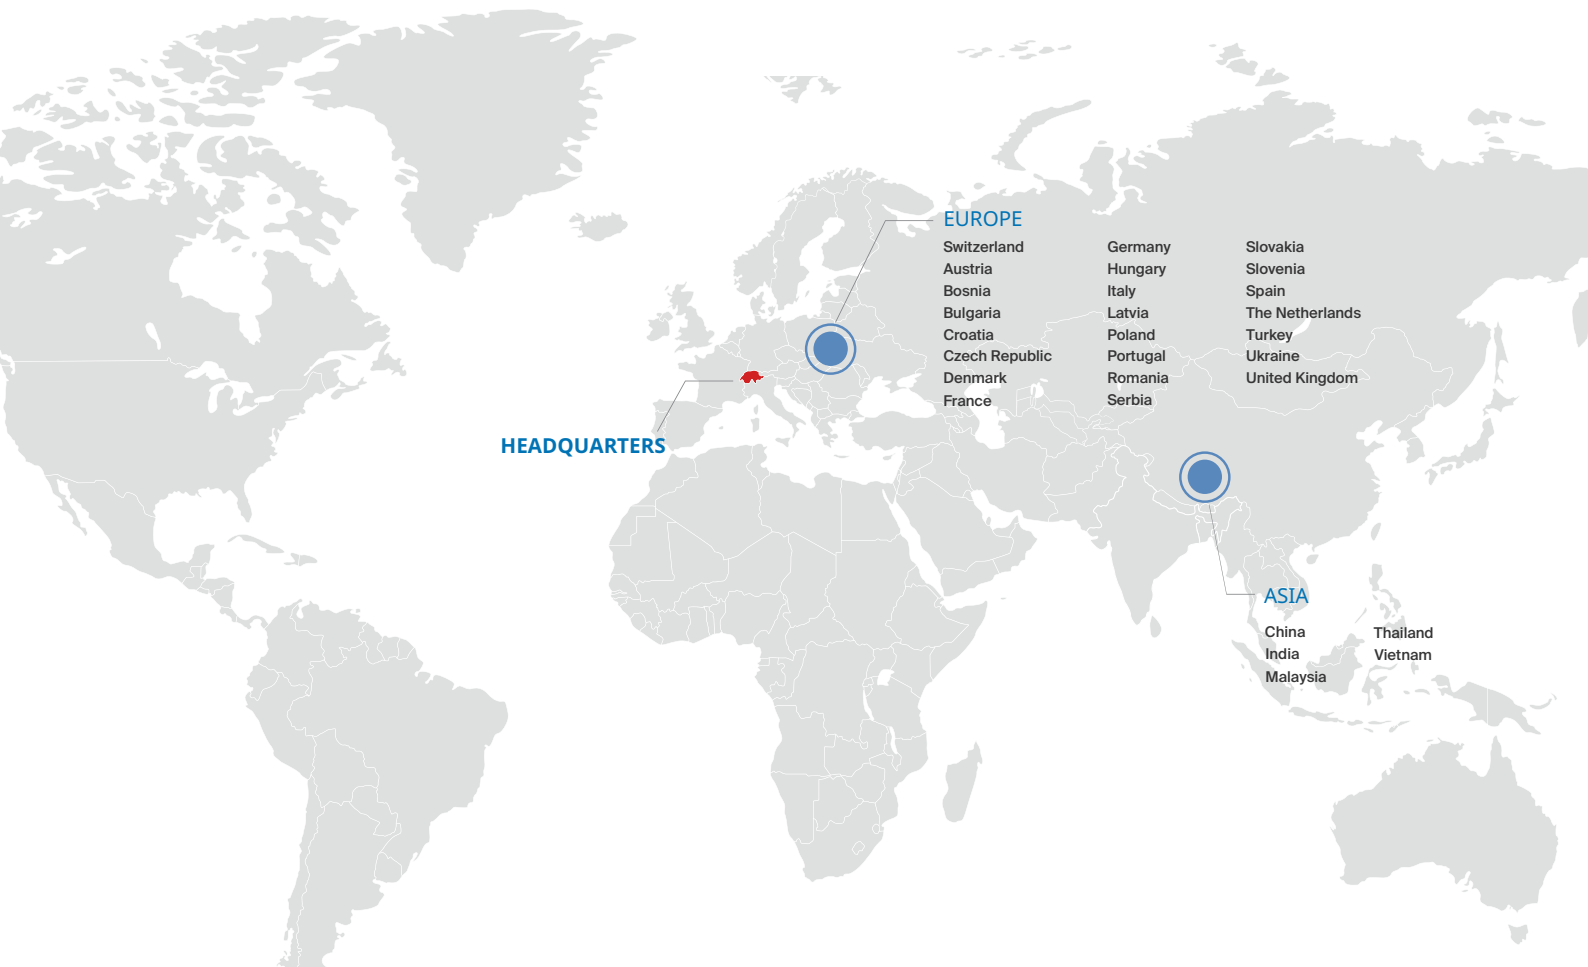 EUROPE
Switzerland
Austria
Bosnia
Bulgaria
Croatia
Czech Republic
Denmark
France
Germany
Hungary
Italy
Latvia
Poland
Portugal
Romania
Serbia
Slovakia
Slovenia
Spain
The Netherlands
Turkey
Ukraine
United Kingdom
HEADQUARTERS
ASIA
China
India
Malaysia
Thailand
Vietnam